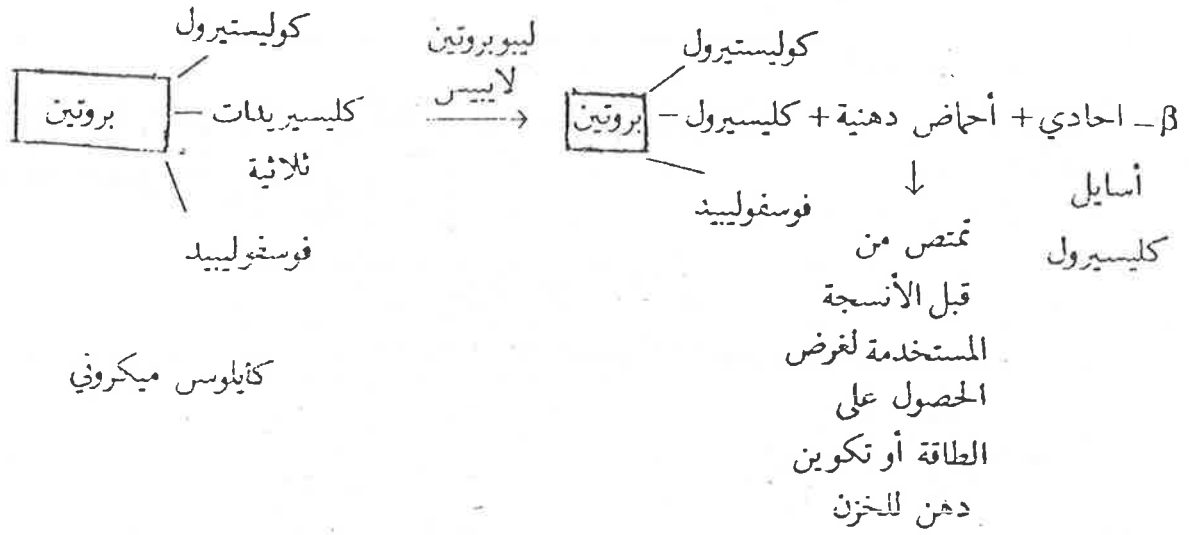 كوليستيرول
بروتين – كليسيريدات
ثلاثية
فوسفوليبيد
كايلوس ميكروني
ليبوبروتين
لاييس
→
كوليستيرول
بروتين – كليسيرول + أحماض دهنية + احادي – β
فوسفوليبيد
أسايل
كليسيرول
↓
تمتص من
قبل الأنسجة
المستخدمة لغرض
الحصول على
الطاقة أو تكوين
دهن للخزن